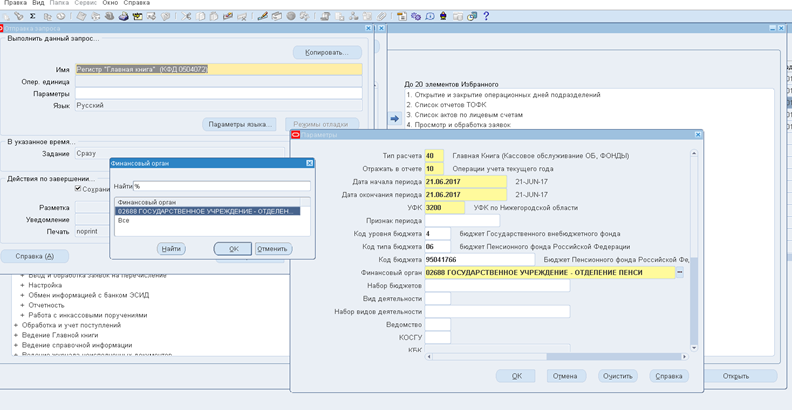 Правка Вид Папка Сервис Окно Справка
Отправка запроса
Выполнить данный запрос...
Копировать...
Имя Регистр "Главная книга" (КФД 0504072)
Опер. единица
Параметры
Язык Русский
Параметры языка...
Режимы отладки
В указанное время...
Задание Сразу
Действия по завершении...
Разметка
Уведомление
Печать noprint
Справка (A)
Финансовый орган
Найти %
Финансовый орган
02688 ГОСУДАРСТВЕННОЕ УЧРЕЖДЕНИЕ - ОТДЕЛЕН...
Все
Найти
OK
Отменить
До 20 элементов Избранного
1. Открытие и закрытие операционных дней подразделений
2. Список отчетов ТОФК
3. Список актов по лицевым счетам
4. Просмотр и обработка заявок
Параметры
Тип расчета 40 Главная Книга (Кассовое обслуживание ОБ, ФОНДЫ)
Отражать в отчете 10 Операции учета текущего года
Дата начала периода 21.06.2017 21-JUN-17
Дата окончания периода 21.06.2017 21-JUN-17
УФК 3200 УФК по Нижегородской области
Признак периода
Код уровня бюджета 4 бюджет Государственного внебюджетного фонда
Код типа бюджета 06 бюджет Пенсионного фонда Российской Федерации
Код бюджета 95041766 Бюджет Пенсионного фонда Российской Фе
Финансовый орган 02688 ГОСУДАРСТВЕННОЕ УЧРЕЖДЕНИЕ - ОТДЕЛЕНИЕ ПЕНСИ
Набор бюджетов
Вид деятельности
Набор видов деятельности
Ведомство
КОСГУ
КБК
OK
Отмена
Очистить
Справка
Открыть
+ Ввод и обработка заявок на перечисление
+ Настройка
+ Обмен информацией с банком ЭСИД
+ Отчетность
+ Работа с инкассовыми поручениями
+ Обработка и учет поступлений
+ Ведение Главной книги
+ Ведение справочной информации
+ Ведение журнала неисполненных документов